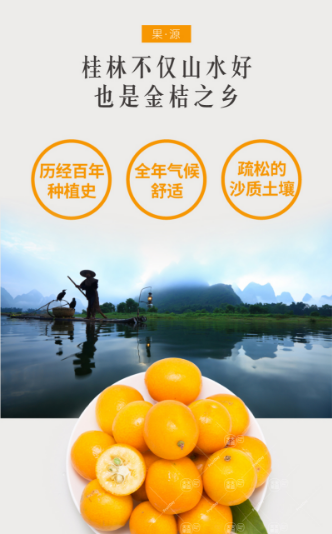 果·源
桂林不仅山水好
也是金桔之乡
历经百年
种植史
全年气候
舒适
疏松的
沙质土壤